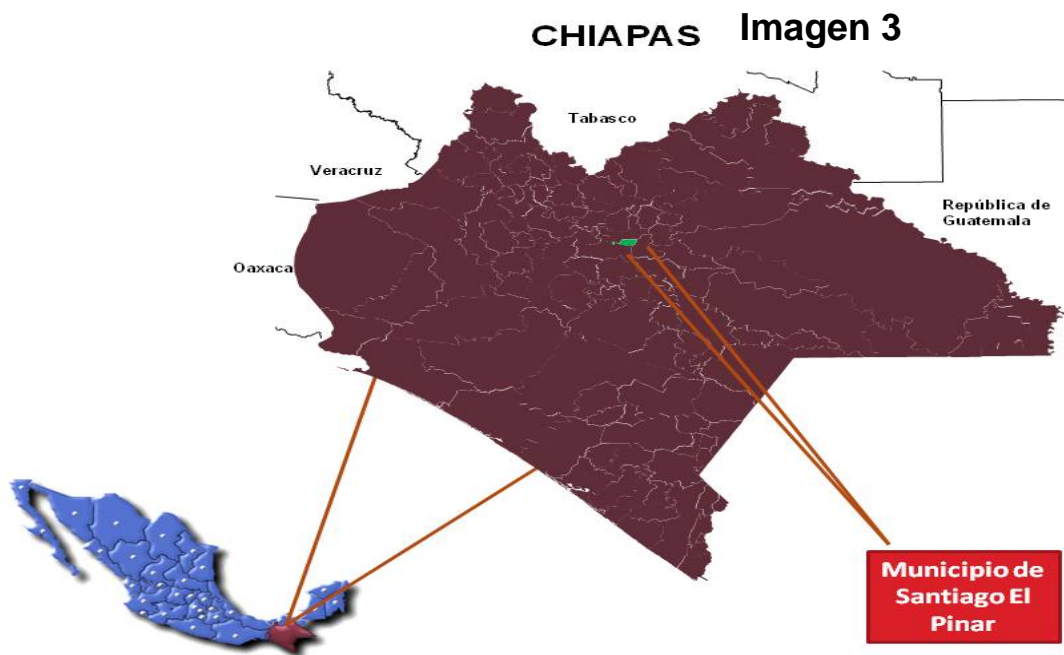 CHIAPAS
Imagen 3
Tabasco
Veracruz
República de
Guatemala
Oaxaca
Municipio de
Santiago El
Pinar